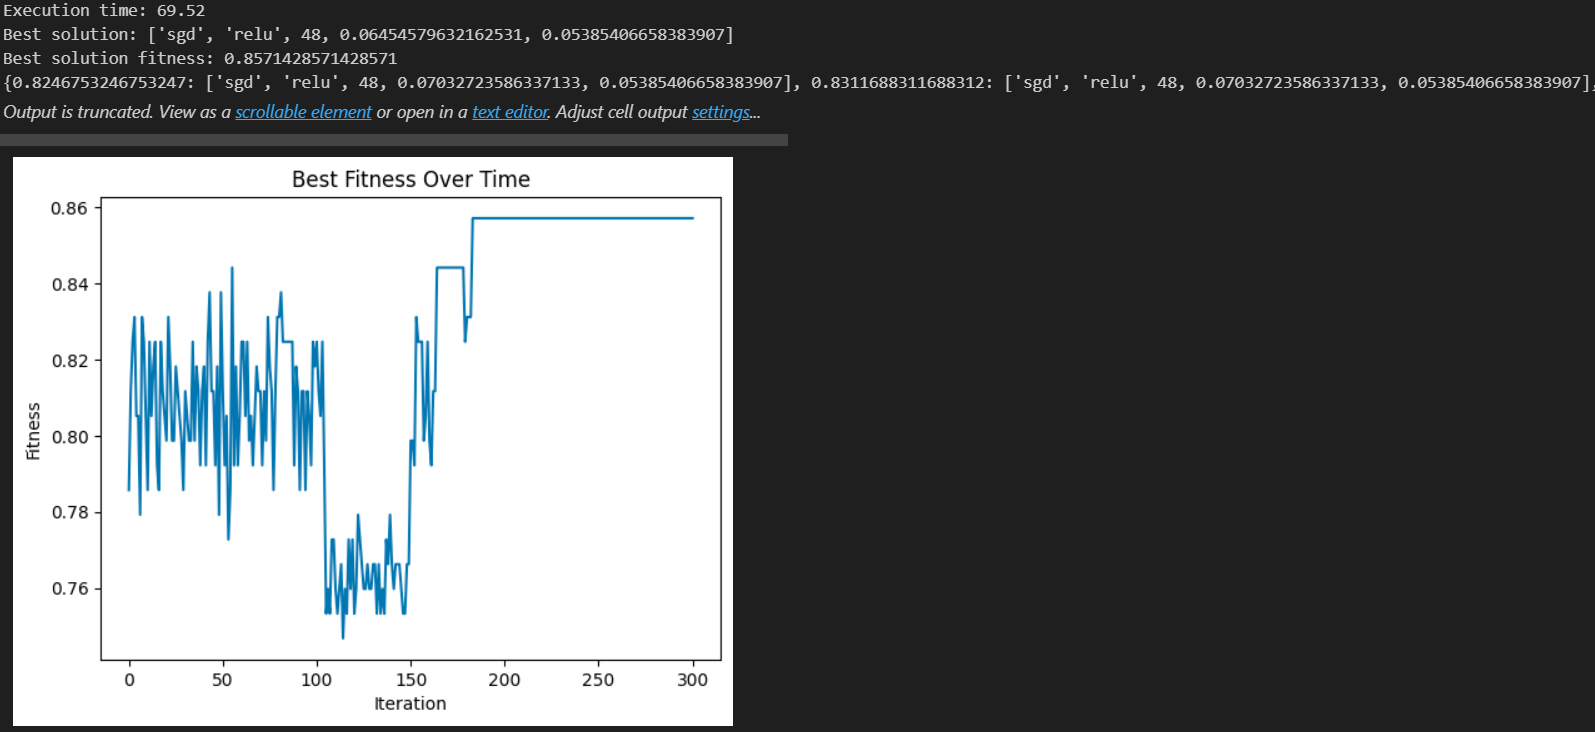 Execution time: 69.52
Best solution: ['sgd', 'relu', 48, 0.06454579632162531, 0.05385406658383907]
Best solution fitness: 0.8571428571428571
{0.8246753246753247: ['sgd', 'relu', 48, 0.07032723586337133, 0.05385406658383907], 0.8311688311688312: ['sgd', 'relu', 48, 0.07032723586337133, 0.05385406658383907],
Output is truncated. View as a scrollable element or open in a text editor. Adjust cell output settings...
Best Fitness Over Time
0.86
0.84
0.82
0.80
0.78
0.76
Fitness
0 50 100 150 200 250 300
Iteration